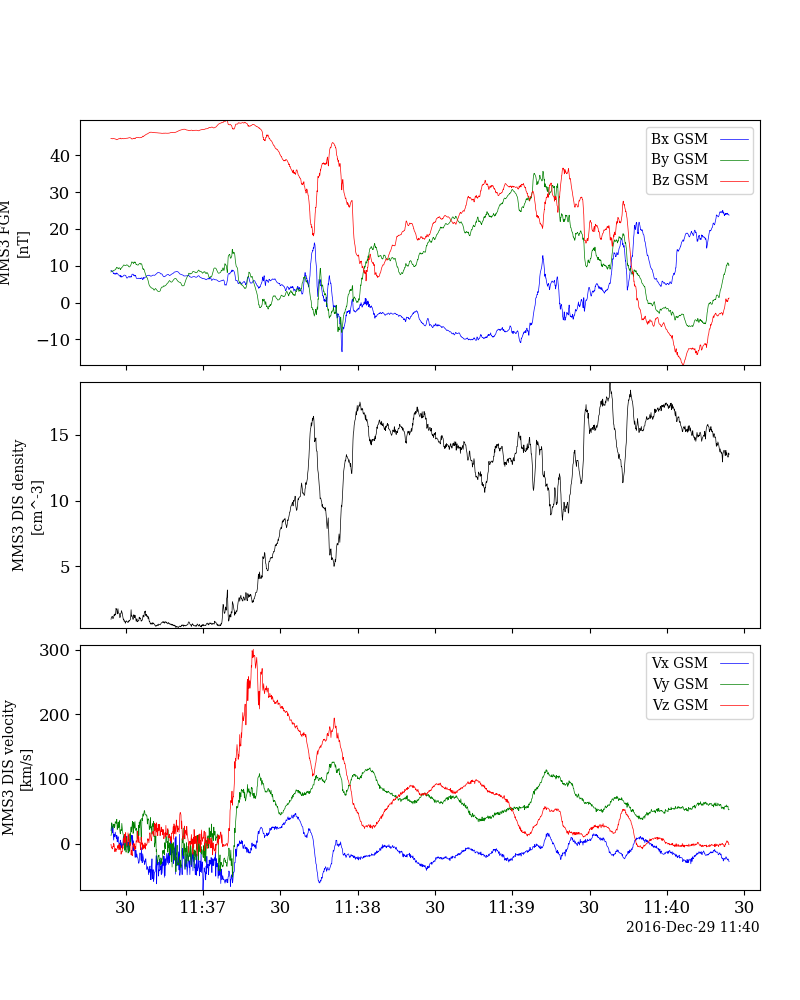 MMS3 FGM
[nT]
40
30
20
10
0
−10
Bx GSM
By GSM
Bz GSM
MMS3 DIS density
[cm^-3]
15
10
5
MMS3 DIS velocity
[km/s]
300
200
100
0
Vx GSM
Vy GSM
Vz GSM
30 11:37 30 11:38 30 11:39 30 11:40 30
2016-Dec-29 11:40